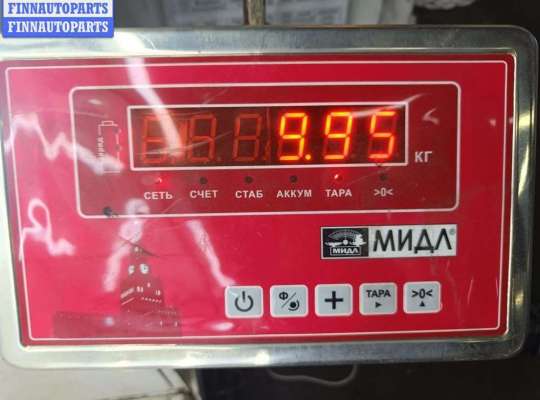 FINNAUTOPARTS
FINNAUTOPARTS
9.95 КГ
СЕТЬ СЧЕТ СТАБ АККУМ ТАРА >0<
МИДЛ МИДЛ®
Ф + ТАРА >0<